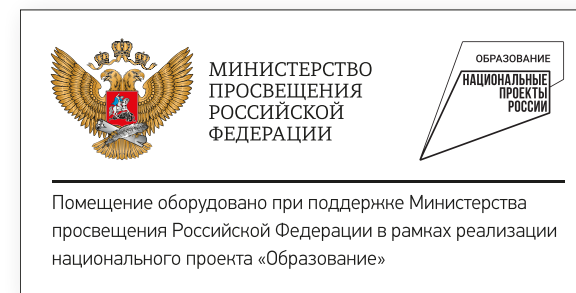 МИНИСТЕРСТВО
ПРОСВЕЩЕНИЯ
РОССИЙСКОЙ
ФЕДЕРАЦИИ
ОБРАЗОВАНИЕ
НАЦИОНАЛЬНЫЕ
ПРОЕКТЫ
РОССИИ
Помещение оборудовано при поддержке Министерства
просвещения Российской Федерации в рамках реализации
национального проекта «Образование»